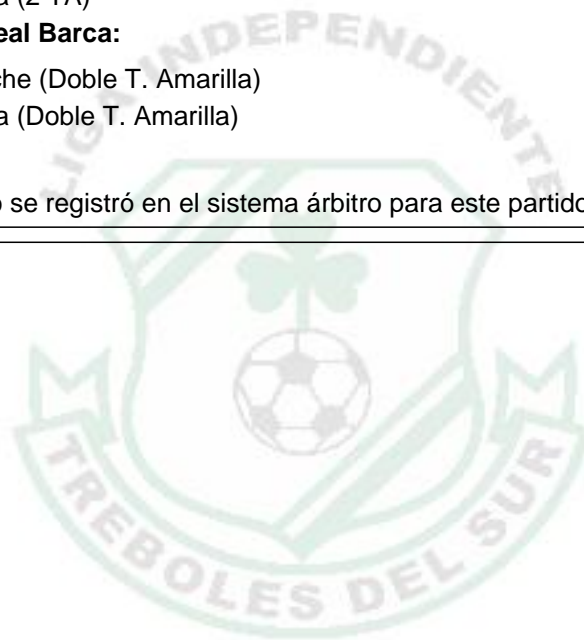 a (2 TA)
eal Barca:
che (Doble T. Amarilla)
a (Doble T. Amarilla)
o se registró en el sistema árbitro para este partido
LIGA INDEPENDIENTE
TREBOLES DEL SUR